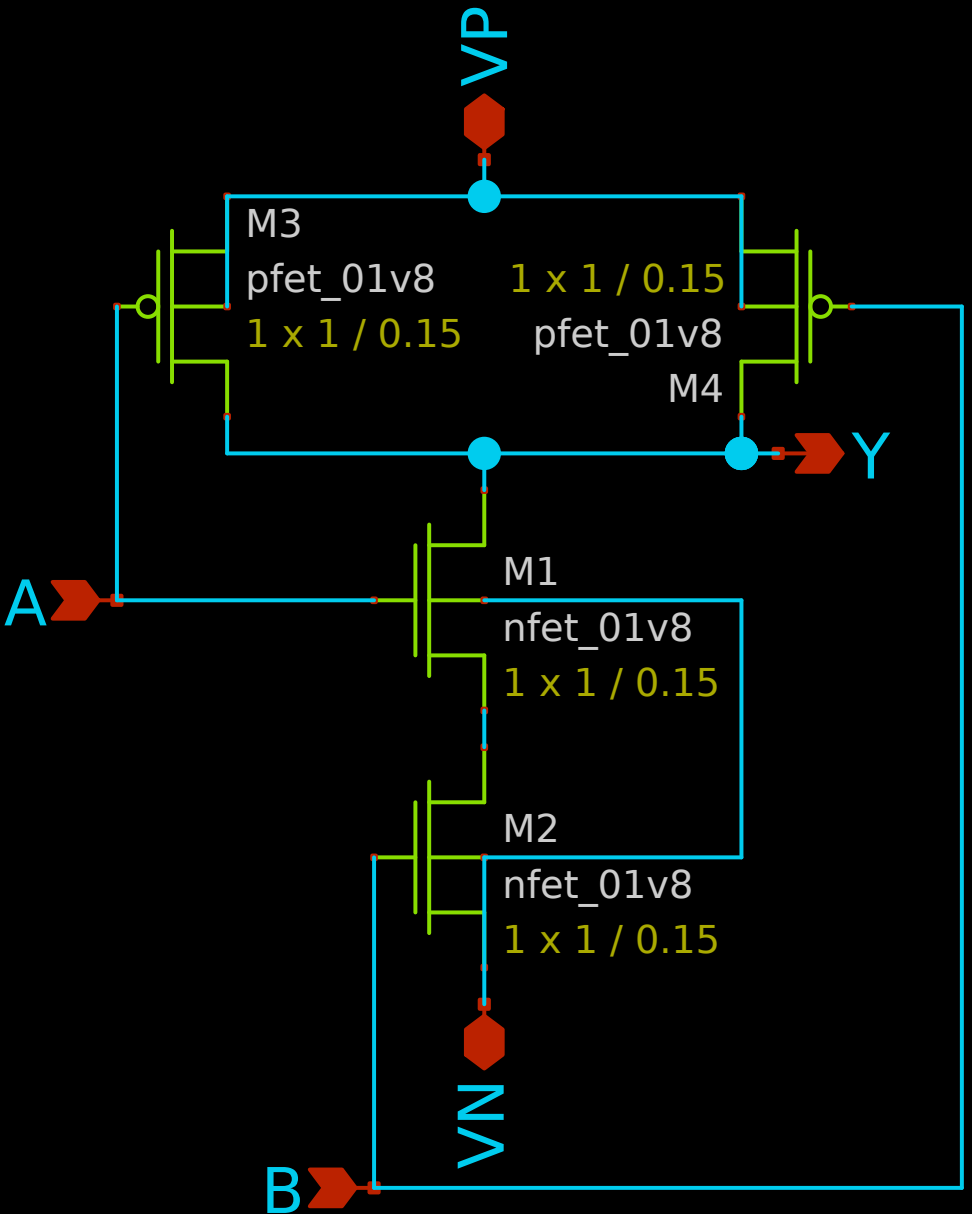 VP
M3
pfet_01v8
1 x 1 / 0.15
1 x 1 / 0.15
pfet_01v8
M4
Y
A
M1
nfet_01v8
1 x 1 / 0.15
M2
nfet_01v8
1 x 1 / 0.15
VN
B